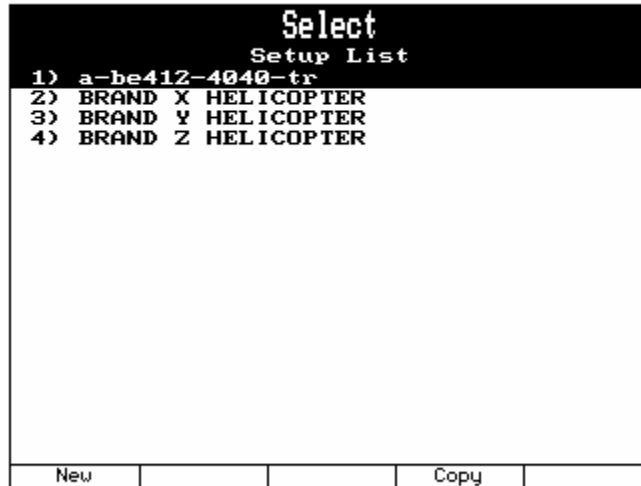 Select
Setup List
1) a-be412-4040-tr
2) BRAND X HELICOPTER
3) BRAND Y HELICOPTER
4) BRAND Z HELICOPTER
New Copy